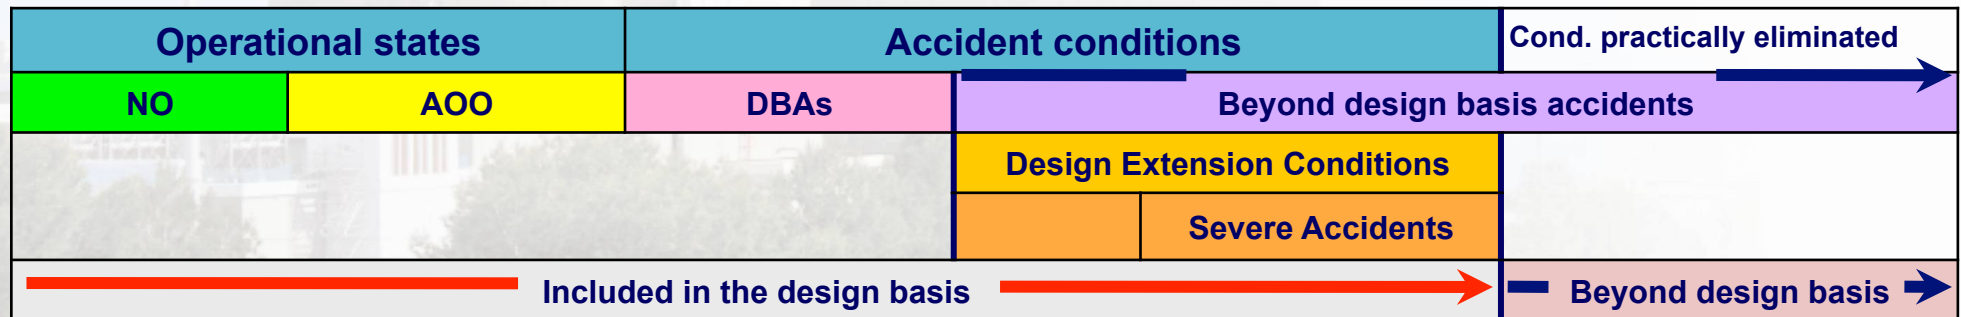 Operational states
Accident conditions
Cond. practically eliminated
NO
AOO
DBAs
Beyond design basis accidents
Design Extension Conditions
Severe Accidents
Included in the design basis
Beyond design basis